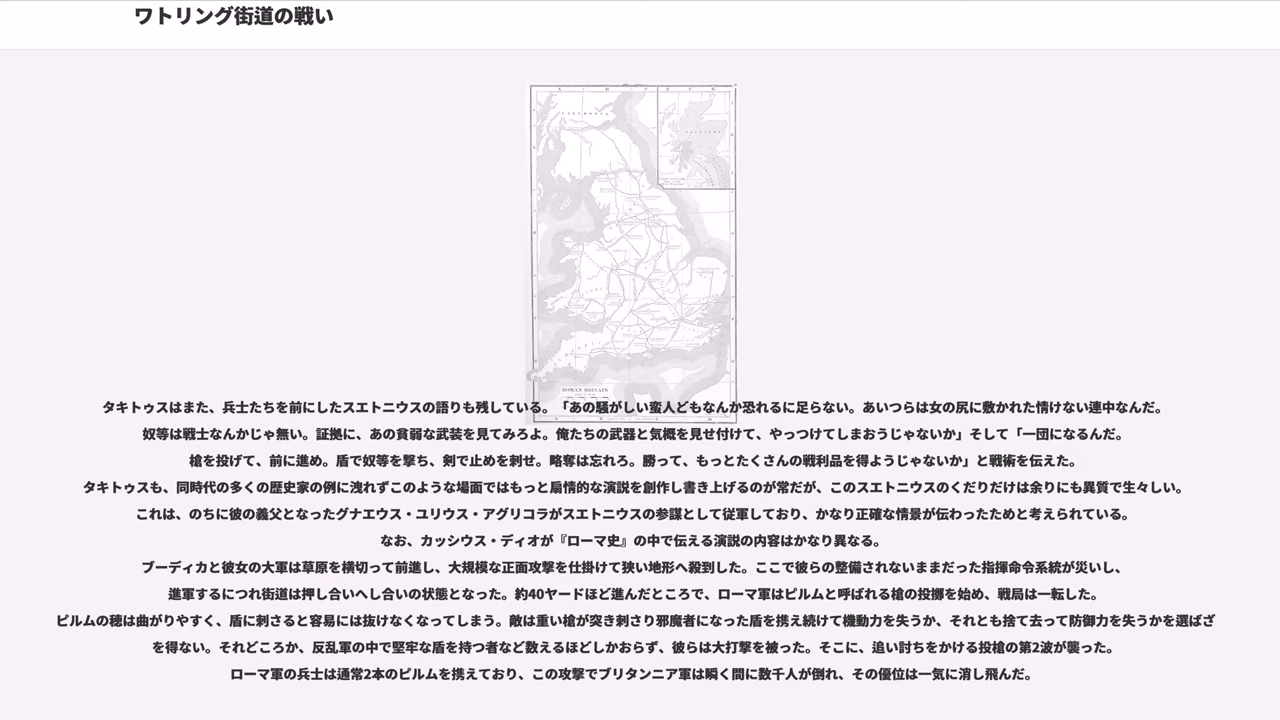 ワトリング街道の戦い
ROMAN BRITAIN
タキトゥスはまた、兵士たちを前にしたスエトニウスの語りも残している。「あの騒がしい蛮人どもなんか恐れるに足らない。あいつらは女の尻に敷かれた情けない連中なんだ。
奴等は戦士なんかじゃ無い。証拠に、あの貧弱な武装を見てみろよ。俺たちの武器と気概を見せ付けて、やっつけてしまおうじゃないか」そして「一団になるんだ。
槍を投げて、前に進め。盾で奴等を撃ち、剣で止めを刺せ。略奪は忘れろ。勝って、もっとたくさんの戦利品を得ようじゃないか」と戦術を伝えた。
タキトゥスも、同時代の多くの歴史家の例に洩れずこのような場面ではもっと扇情的な演説を創作し書き上げるのが常だが、このスエトニウスのくだりだけは余りにも異質で生々しい。
これは、のちに彼の義父となったグナエウス・ユリウス・アグリコラがスエトニウスの参謀として従軍しており、かなり正確な情景が伝わったためと考えられている。
なお、カッシウス・ディオが『ローマ史』の中で伝える演説の内容はかなり異なる。
ブーディカと彼女の大軍は草原を横切って前進し、大規模な正面攻撃を仕掛けて狭い地形へ殺到した。ここで彼らの整備されないままだった指揮命令系統が災いし、
進軍するにつれ街道は押し合いへし合いの状態となった。約40ヤードほど進んだところで、ローマ軍はピルムと呼ばれる槍の投擲を始め、戦局は一転した。
ピルムの穂は曲がりやすく、盾に刺さると容易には抜けなくなってしまう。敵は重い槍が突き刺さり邪魔者になった盾を携え続けて機動力を失うか、それとも捨て去って防御力を失うかを選ばざ
を得ない。それどころか、反乱軍の中で堅牢な盾を持つ者など数えるほどしかおらず、彼らは大打撃を被った。そこに、追い討ちをかける投槍の第2波が襲った。
ローマ軍の兵士は通常2本のピルムを携えており、この攻撃でブリタンニア軍は瞬く間に数千人が倒れ、その優位は一気に消し飛んだ。